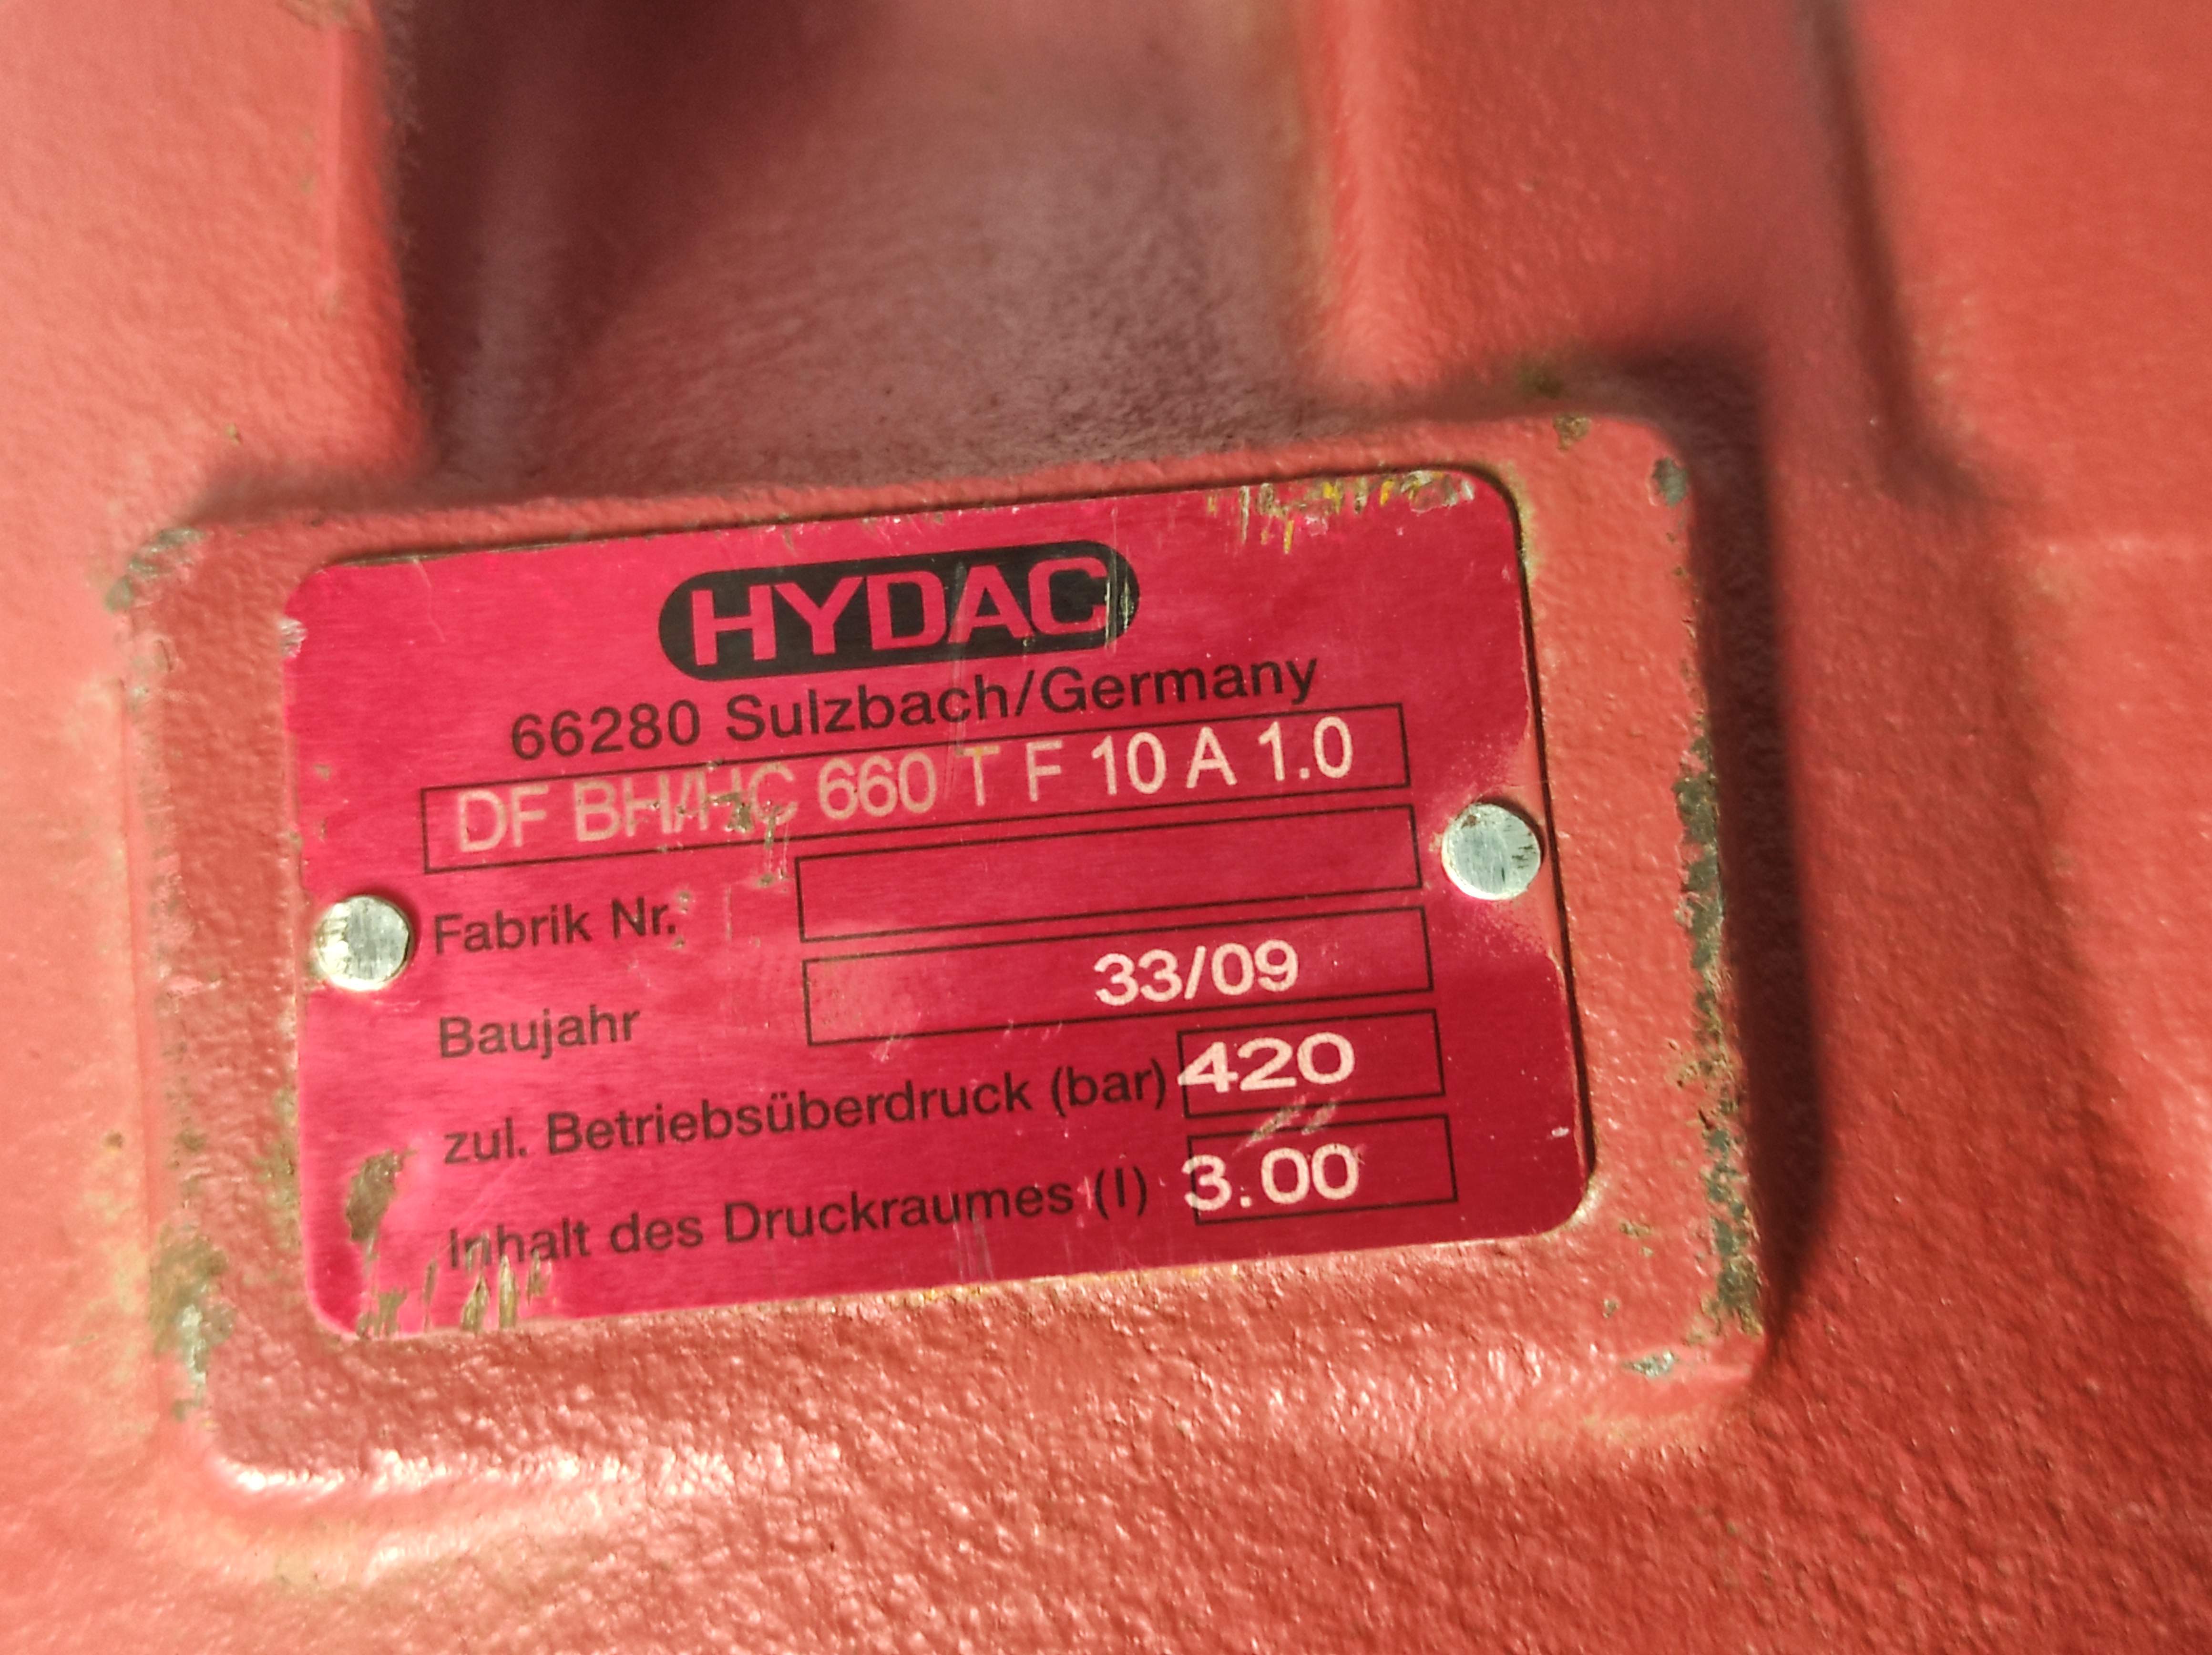 HYDAC
66280 Sulzbach/Germany
DF BH/HC 660 T F 10 A 1.0
Fabrik Nr.
Baujahr 33/09
zul. Betriebsüberdruck (bar) 420
Inhalt des Druckraumes (l) 3.00